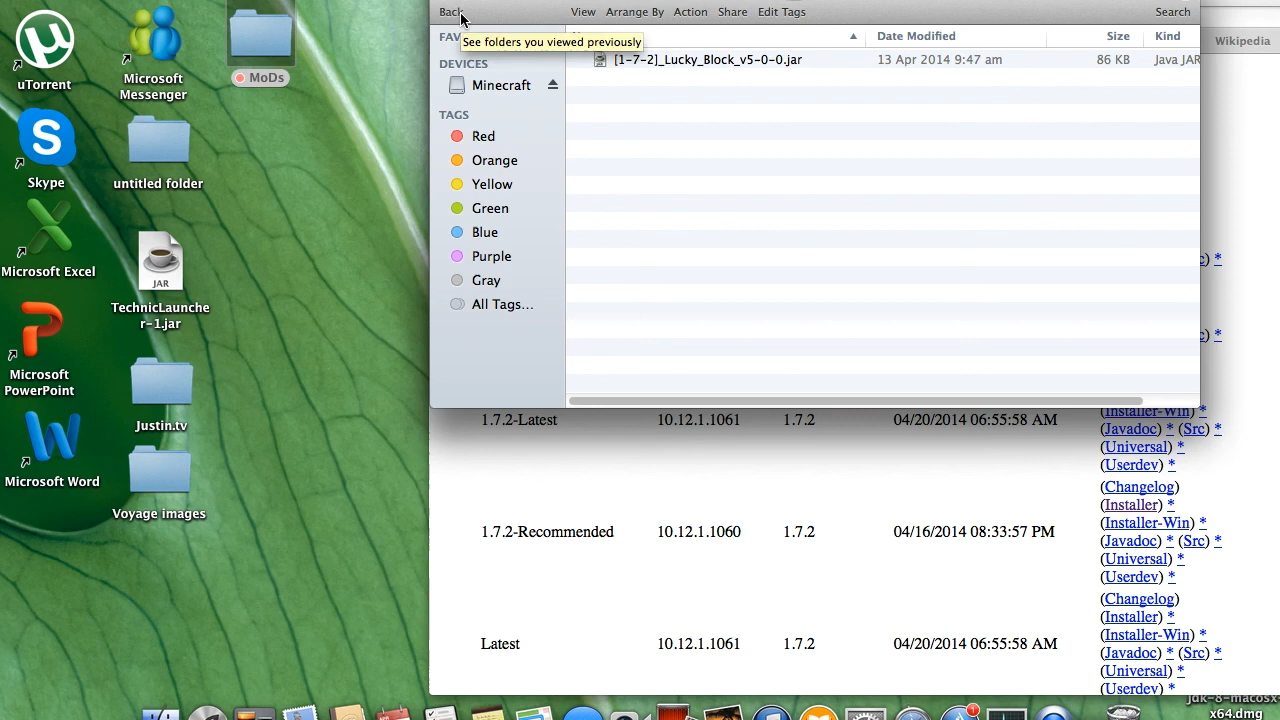 Back View Arrange By Action Share Edit Tags Search
See folders you viewed previously
Date Modified Size Kind
FAV
Wikipedia
[1-7-2]_Lucky_Block_v5-0-0.jar 13 Apr 2014 9:47 am 86 KB Java JAR
DEVICES
Minecraft
TAGS
Red
Orange
Yellow
Green
Blue
Purple
Gray
All Tags...
uTorrent
Microsoft
Messenger
MoDs
Skype
untitled folder
Microsoft Excel
JAR
TechnicLaunche
r-1.jar
Microsoft
PowerPoint
Justin.tv
Microsoft Word
Voyage images
c) *
c) *
1.7.2-Latest 10.12.1.1061 1.7.2 04/20/2014 06:55:58 AM
(Installer-Win) *
(Javadoc) * (Src) *
(Universal) *
(Userdev) *
1.7.2-Recommended 10.12.1.1060 1.7.2 04/16/2014 08:33:57 PM
(Changelog)
(Installer) *
(Installer-Win) *
(Javadoc) * (Src) *
(Universal) *
(Userdev) *
Latest 10.12.1.1061 1.7.2 04/20/2014 06:55:58 AM
(Changelog)
(Installer) *
(Installer-Win) *
(Javadoc) * (Src) *
(Universal) *
(Userdev) *
1
jdk-8-macosx
x64.dmg